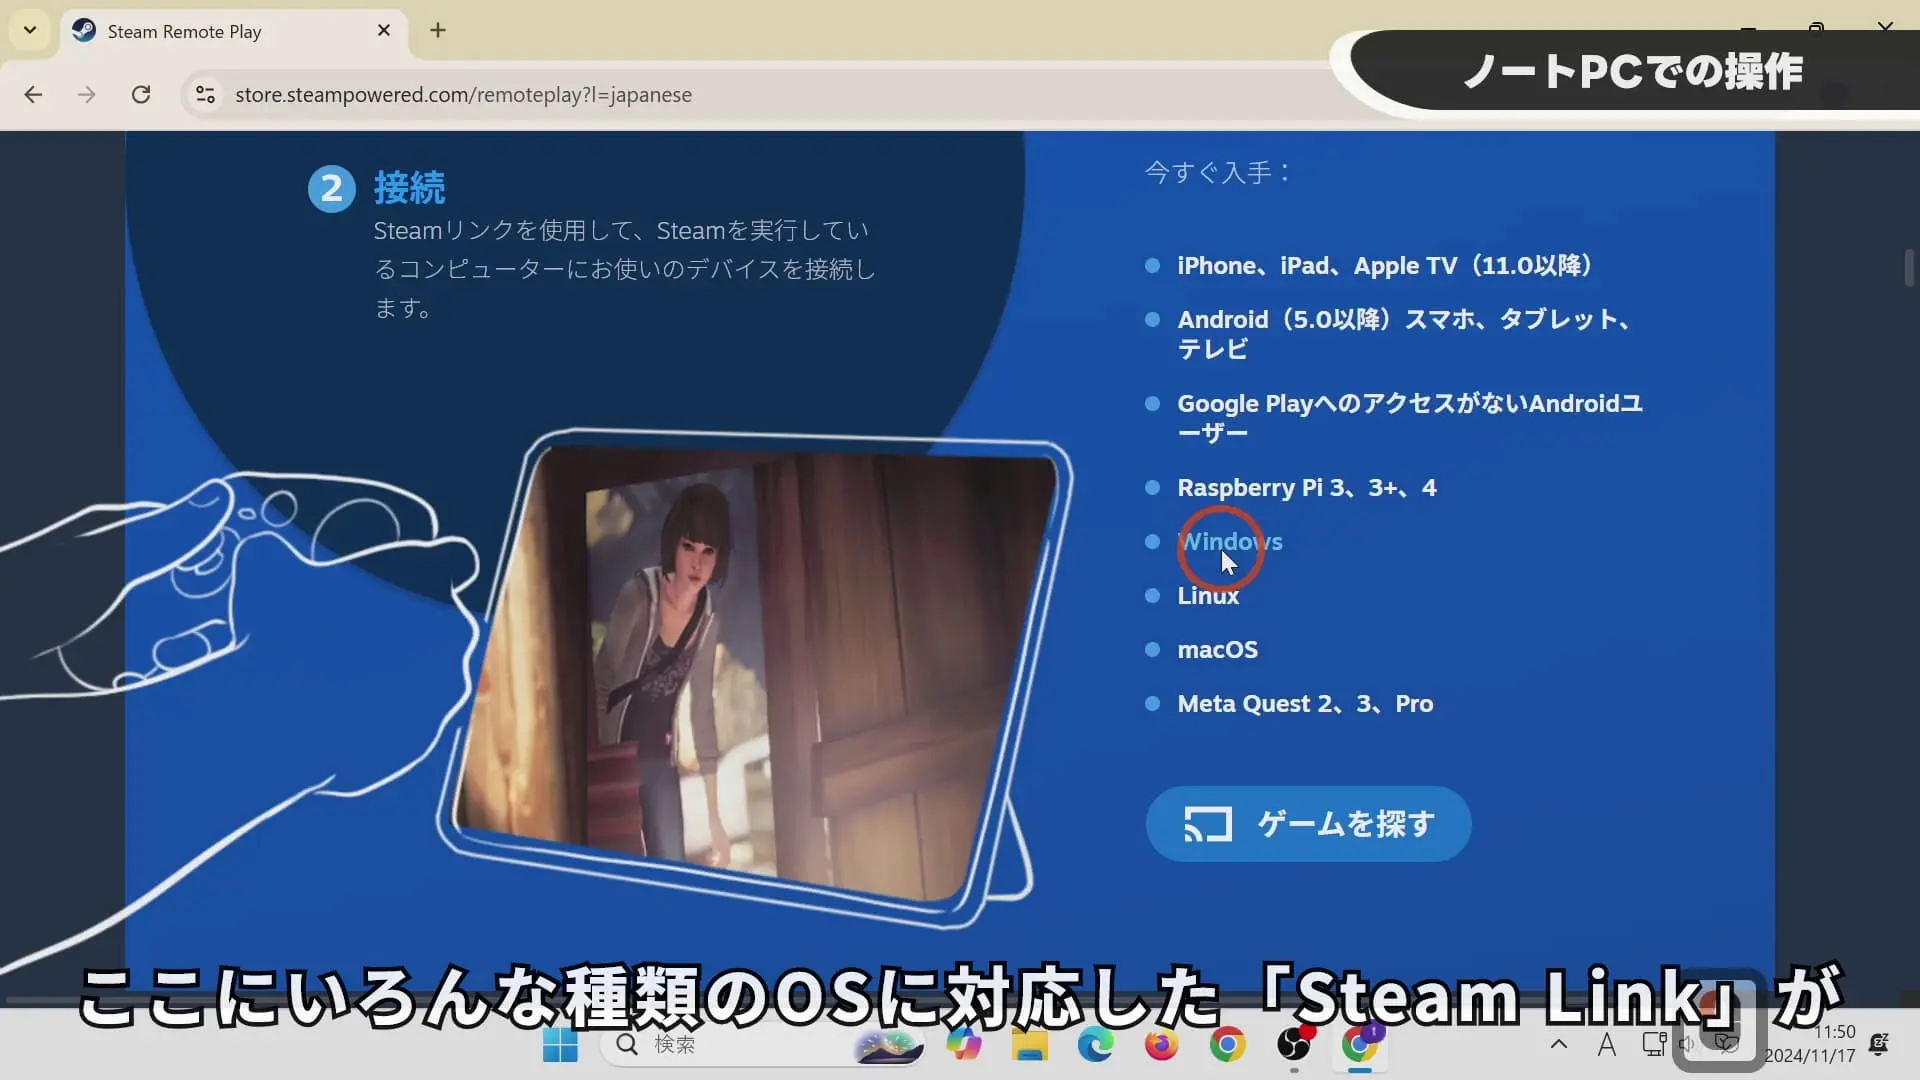 Steam Remote Play
store.steampowered.com/remoteplay?l=japanese
ノートPCでの操作
2 接続
Steamリンクを使用して、Steamを実行してい
るコンピューターにお使いのデバイスを接続し
ます。
今すぐ入手：
iPhone、iPad、Apple TV（11.0以降）
Android（5.0以降）スマホ、タブレット、
テレビ
Google PlayへのアクセスがないAndroidユ
ーザー
Raspberry Pi 3、3+、4
Windows
Linux
macOS
Meta Quest 2、3、Pro
ゲームを探す
ここにいろんな種類のOSに対応した「Steam Link」が
検索
A
11:50
2024/11/17